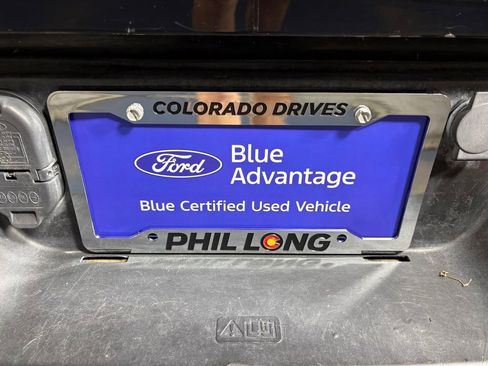 COLORADO DRIVES
Ford
Blue
Advantage
Blue Certified Used Vehicle
PHIL LONG